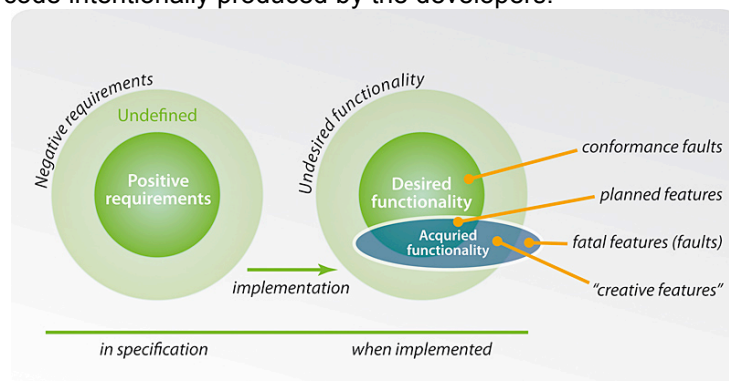 code intentionally produced by the developers.
Negative requirements
Undefined
Positive
requirements
Undesired functionality
Desired
functionality
Acquried
functionality
conformance faults
planned features
fatal features (faults)
"creative features"
implementation
in specification
when implemented